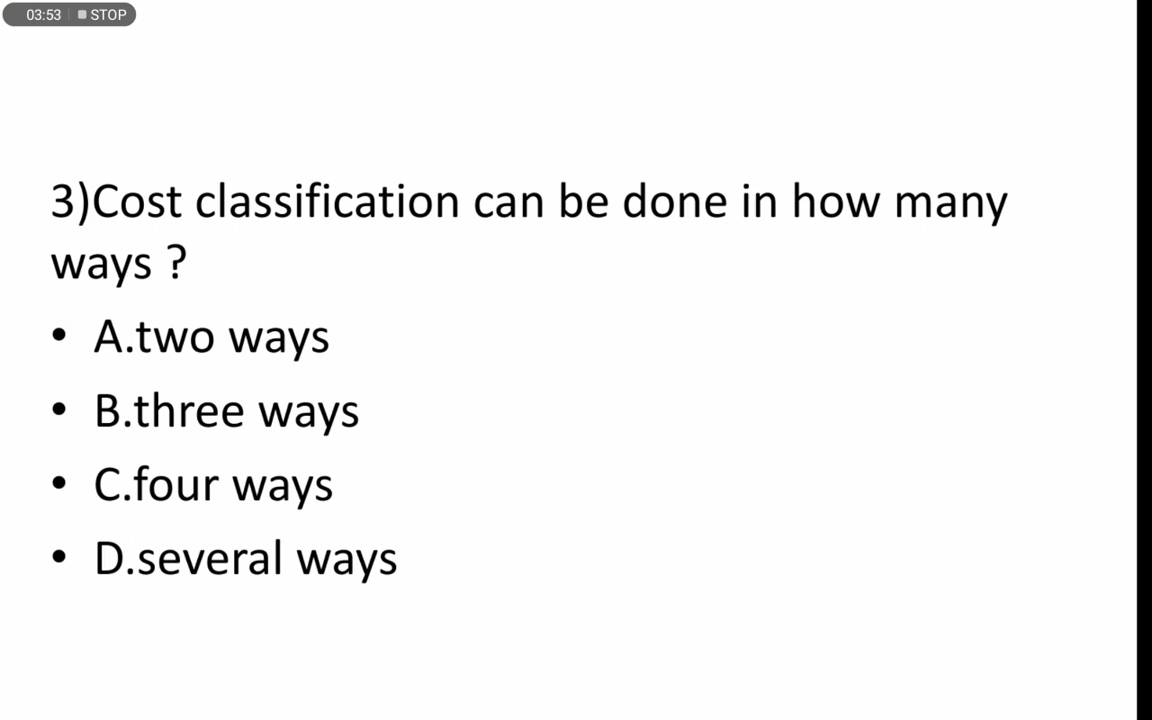 03:53 STOP
3)Cost classification can be done in how many
ways ?
• A.two ways
• B.three ways
• C.four ways
• D.several ways